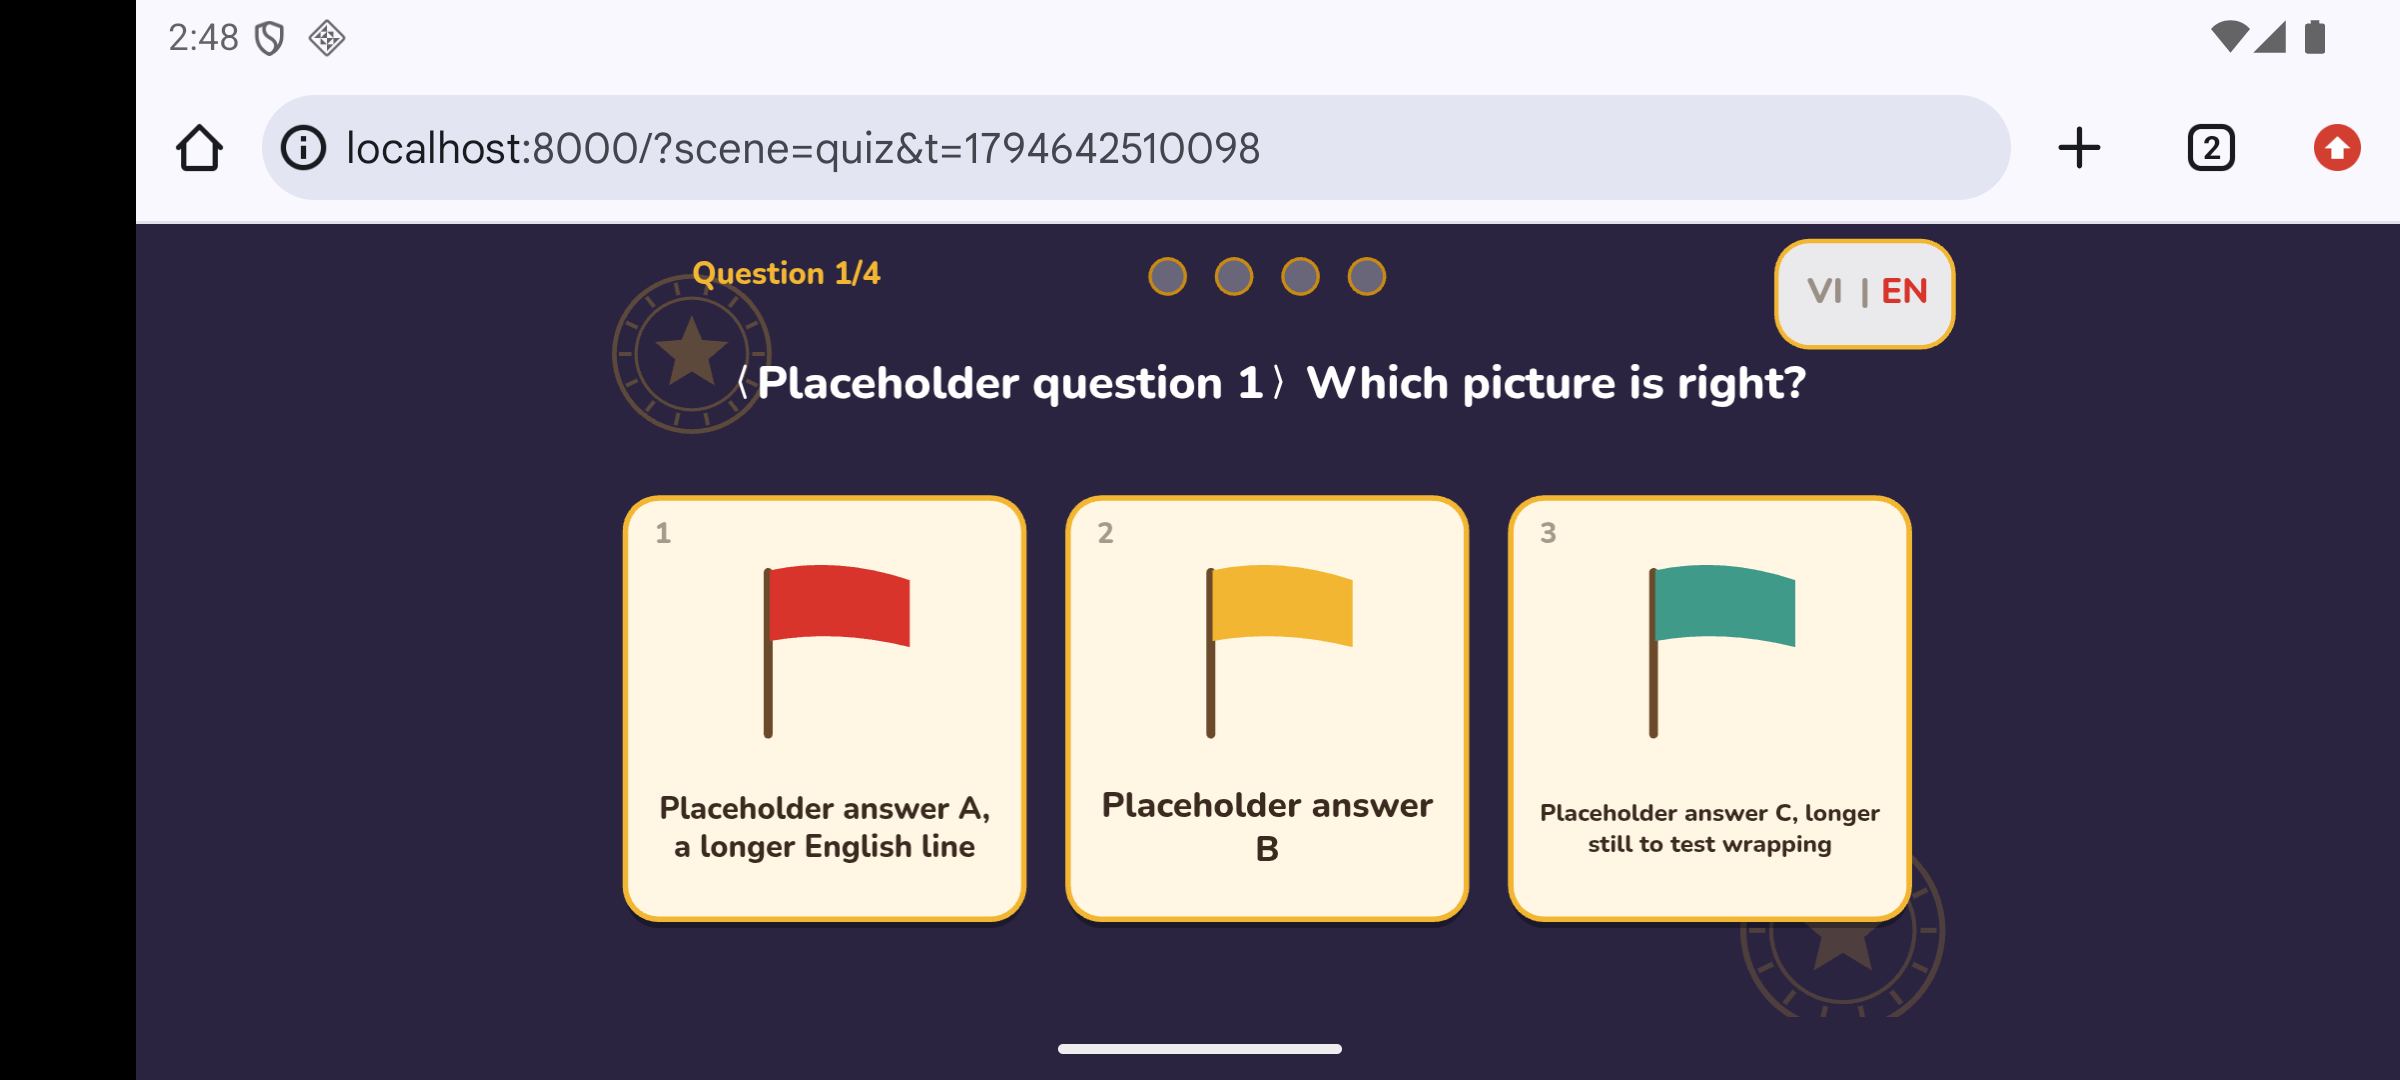 2:48
localhost:8000/?scene=quiz&t=1794642510098
2
Question 1/4
VI | EN
⟨Placeholder question 1⟩ Which picture is right?
1
2
3
Placeholder answer A,
a longer English line
Placeholder answer
B
Placeholder answer C, longer
still to test wrapping